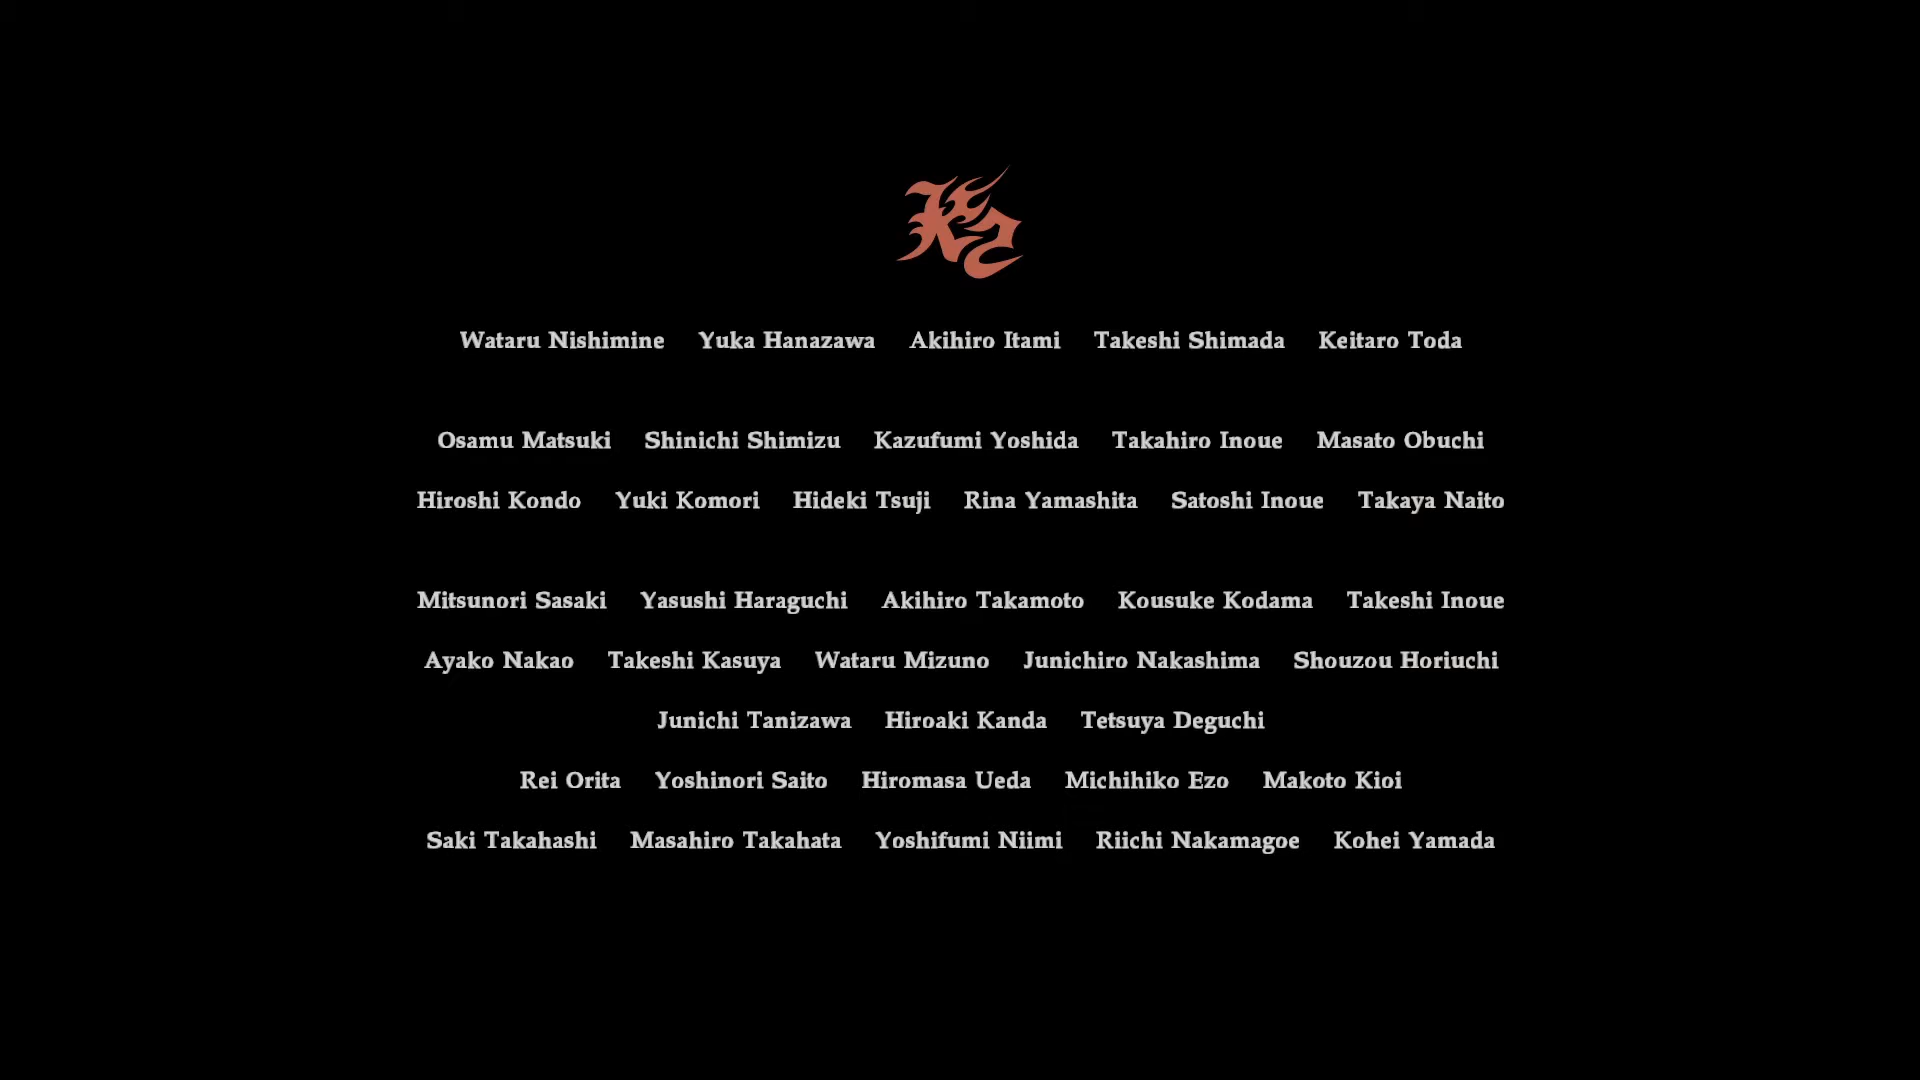 K2
Wataru Nishimine Yuka Hanazawa Akihiro Itami Takeshi Shimada Keitaro Toda
Osamu Matsuki Shinichi Shimizu Kazufumi Yoshida Takahiro Inoue Masato Obuchi
Hiroshi Kondo Yuki Komori Hideki Tsuji Rina Yamashita Satoshi Inoue Takaya Naito
Mitsunori Sasaki Yasushi Haraguchi Akihiro Takamoto Kousuke Kodama Takeshi Inoue
Ayako Nakao Takeshi Kasuya Wataru Mizuno Junichiro Nakashima Shouzou Horiuchi
Junichi Tanizawa Hiroaki Kanda Tetsuya Deguchi
Rei Orita Yoshinori Saito Hiromasa Ueda Michihiko Ezo Makoto Kioi
Saki Takahashi Masahiro Takahata Yoshifumi Niimi Riichi Nakamagoe Kohei Yamada